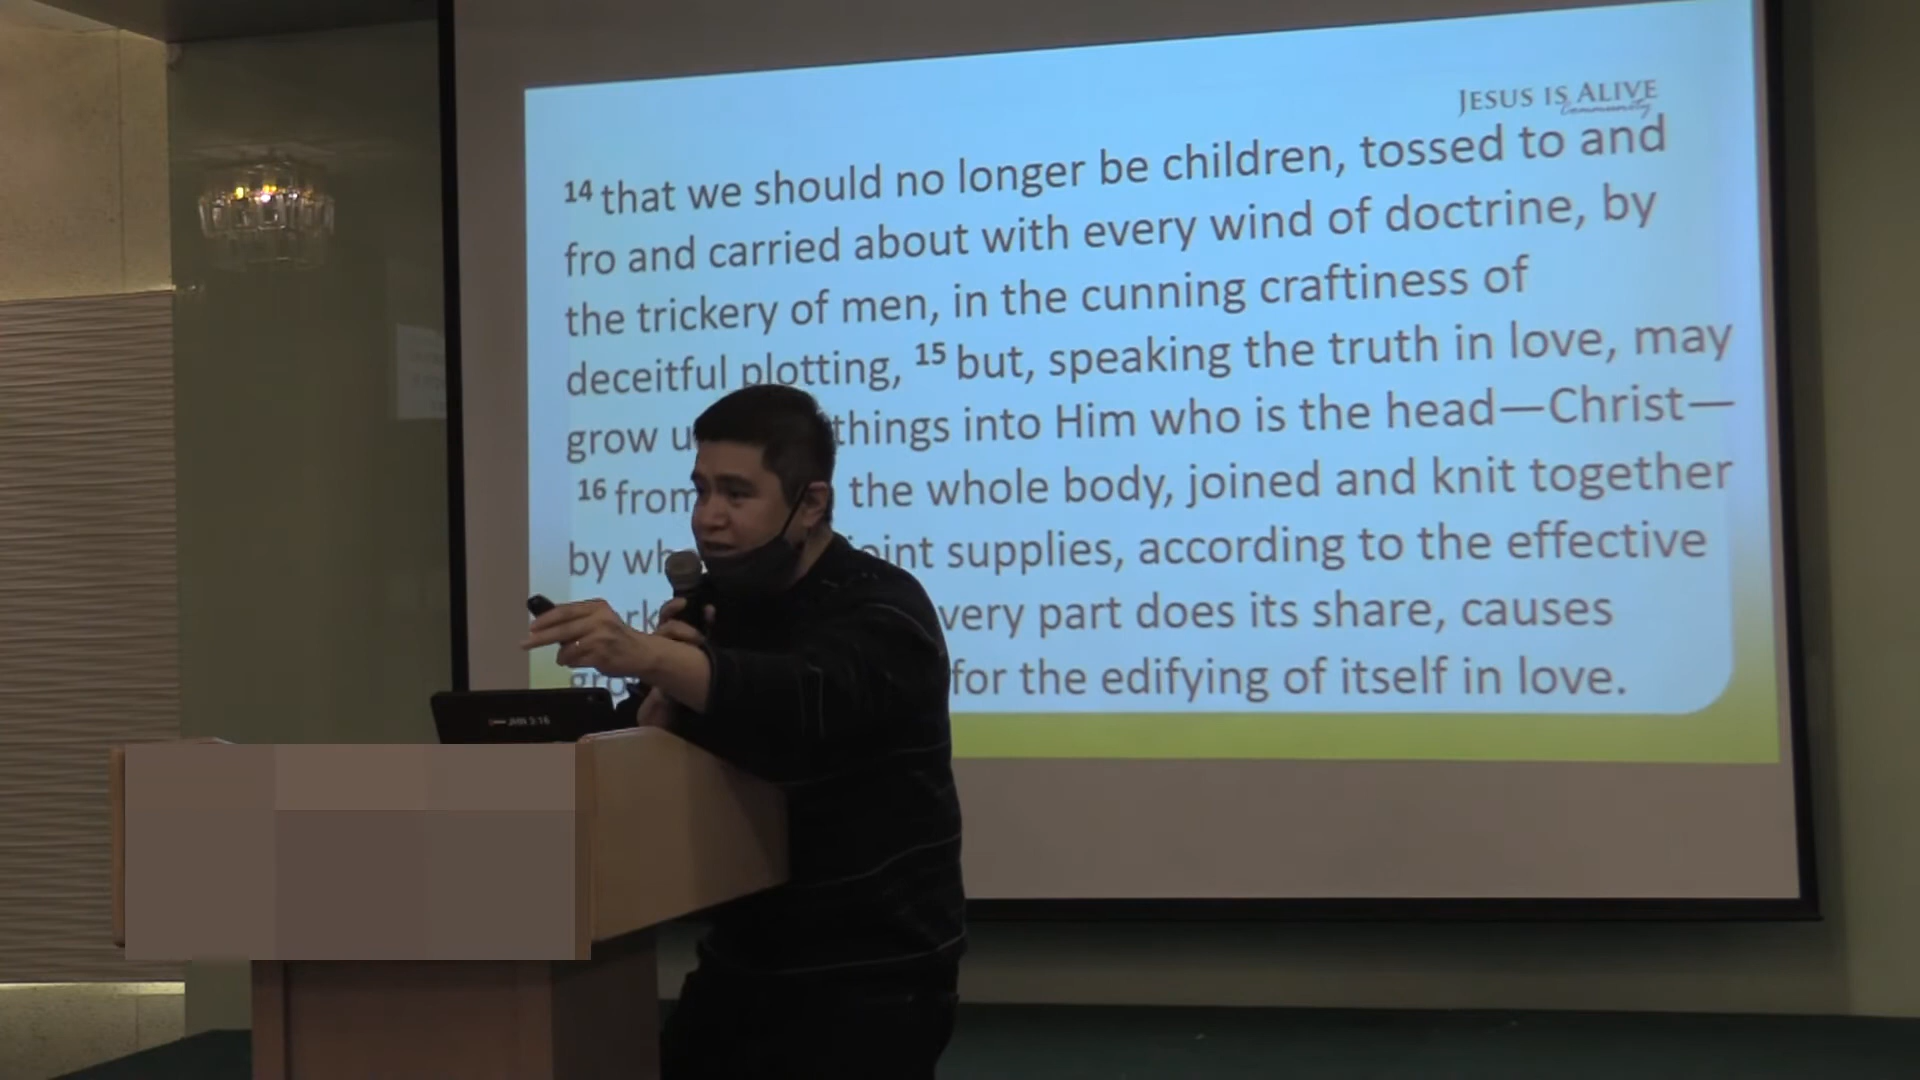 JESUS IS ALIVE
Community
14 that we should no longer be children, tossed to and
fro and carried about with every wind of doctrine, by
the trickery of men, in the cunning craftiness of
deceitful plotting, 15 but, speaking the truth in love, may
grow u things into Him who is the head—Christ—
16 from the whole body, joined and knit together
by wh joint supplies, according to the effective
rk very part does its share, causes
gro for the edifying of itself in love.